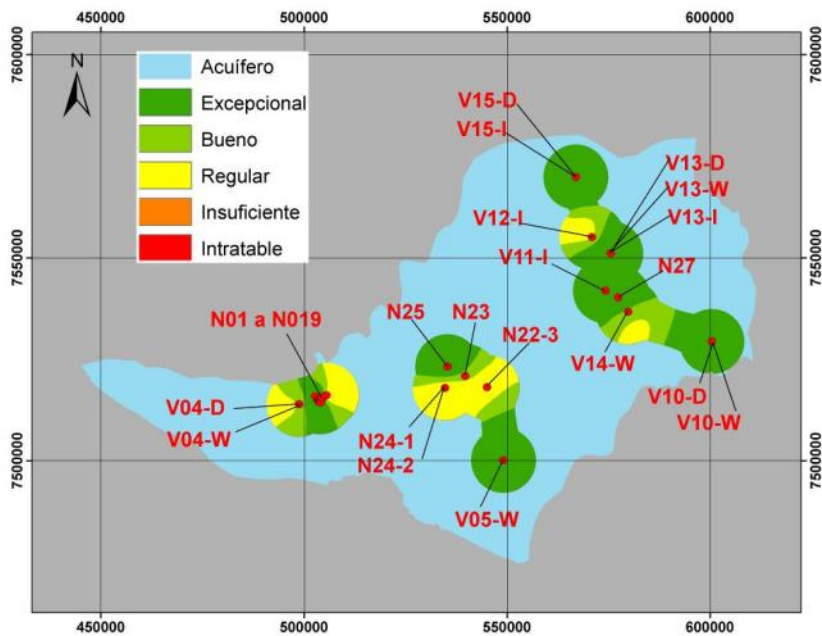 450000 500000 550000 600000
7600000
7600000
N
Acuífero
Excepcional
Bueno
Regular
Insuficiente
Intratable
V15-D
V15-I
V13-D
V13-W
V13-I
V12-I
V11-I
N27
7550000
7550000
N01 a N019
N25
N23
N22-3
V14-W
V04-D
V04-W
V10-D
V10-W
N24-1
N24-2
7500000
7500000
V05-W
450000 500000 550000 600000